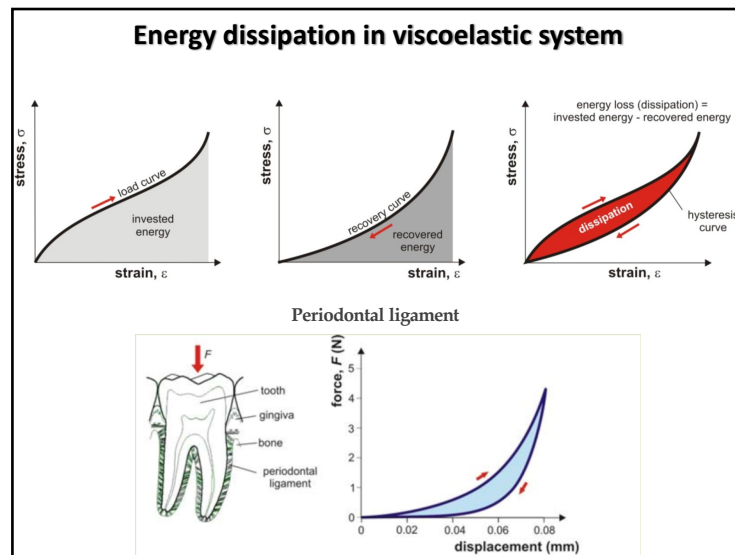 Energy dissipation in viscoelastic system
stress, σ
load curve
invested
energy
strain, ε
stress, σ
recovery curve
recovered
energy
strain, ε
energy loss (dissipation) =
invested energy - recovered energy
stress, σ
dissipation
hysteresis
curve
strain, ε
Periodontal ligament
F
tooth
gingiva
bone
periodontal
ligament
force, F (N)
5
4
3
2
1
0
0
0.02
0.04
0.06
0.08
displacement (mm)